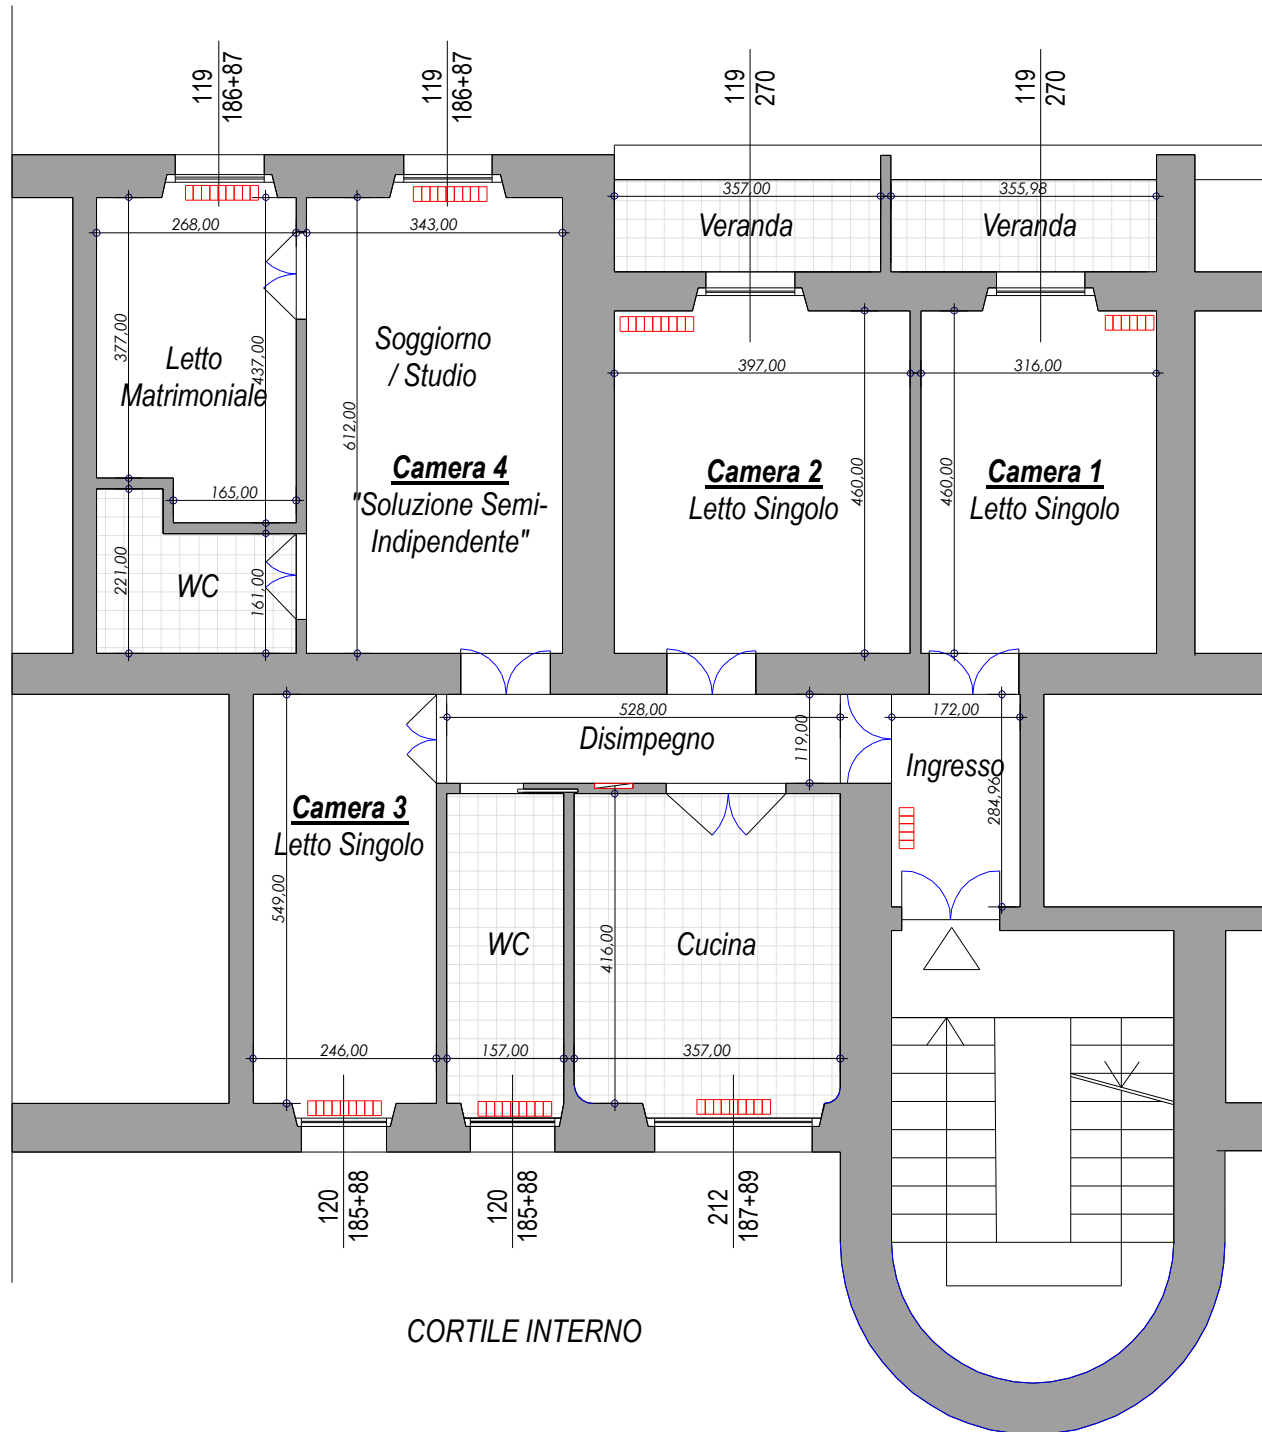 119
186+87
119
186+87
119
270
119
270
357,00
355,98
Veranda
Veranda
268,00
343,00
377,00
437,00
Letto
Matrimoniale
Soggiorno
/ Studio
612,00
397,00
316,00
Camera 4
"Soluzione Semi-
Indipendente"
Camera 2
Letto Singolo
460,00
Camera 1
Letto Singolo
460,00
165,00
221,00
WC
161,00
528,00
Disimpegno
119,00
172,00
Ingresso
284,96
Camera 3
Letto Singolo
549,00
WC
416,00
Cucina
246,00
157,00
357,00
120
185+88
120
185+88
212
187+89
CORTILE INTERNO